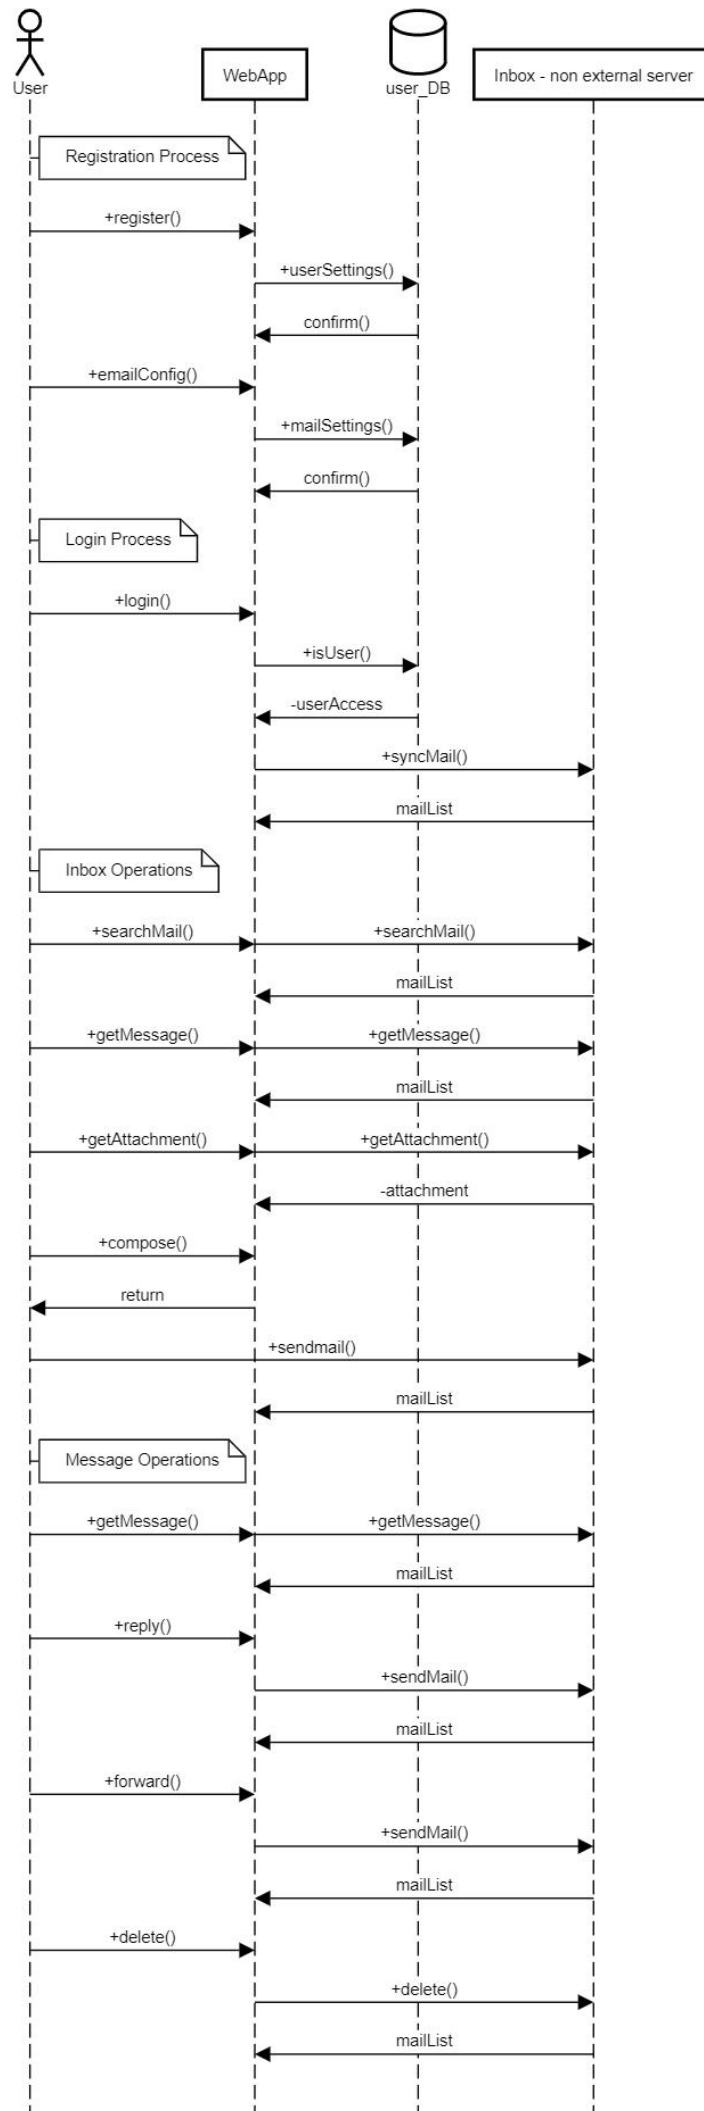 User
WebApp
user_DB
Inbox - non external server
Registration Process
+register()
+userSettings()
confirm()
+emailConfig()
+mailSettings()
confirm()
Login Process
+login()
+isUser()
-userAccess
+syncMail()
mailList
Inbox Operations
+searchMail() +searchMail()
mailList
+getMessage() +getMessage()
mailList
+getAttachment() +getAttachment()
-attachment
+compose()
return
+sendmail()
mailList
Message Operations
+getMessage() +getMessage()
mailList
+reply()
+sendMail()
mailList
+forward()
+sendMail()
mailList
+delete()
+delete()
mailList